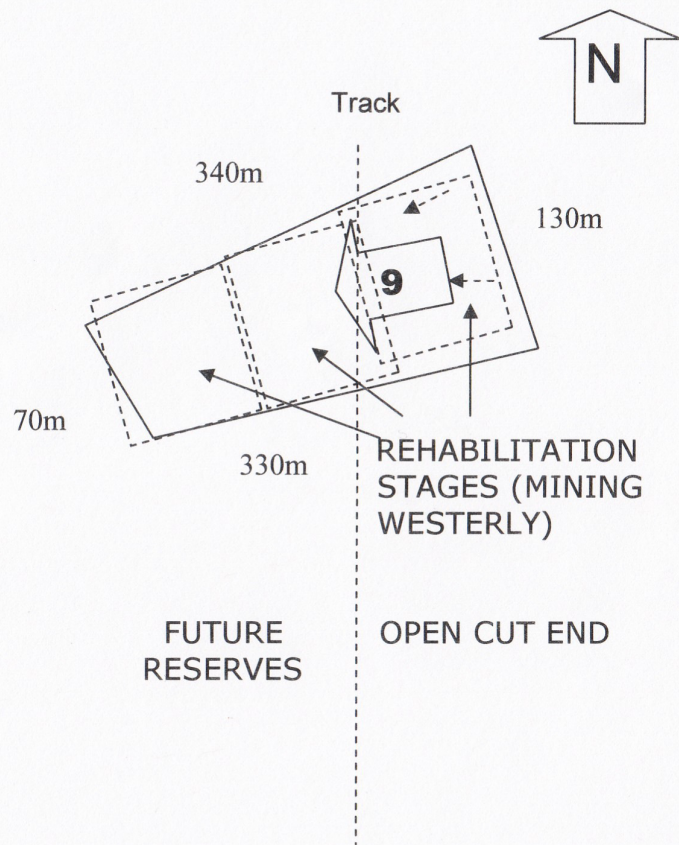 N
Track
340m
130m
9
70m
330m
REHABILITATION
STAGES (MINING
WESTERLY)
FUTURE
RESERVES
OPEN CUT END